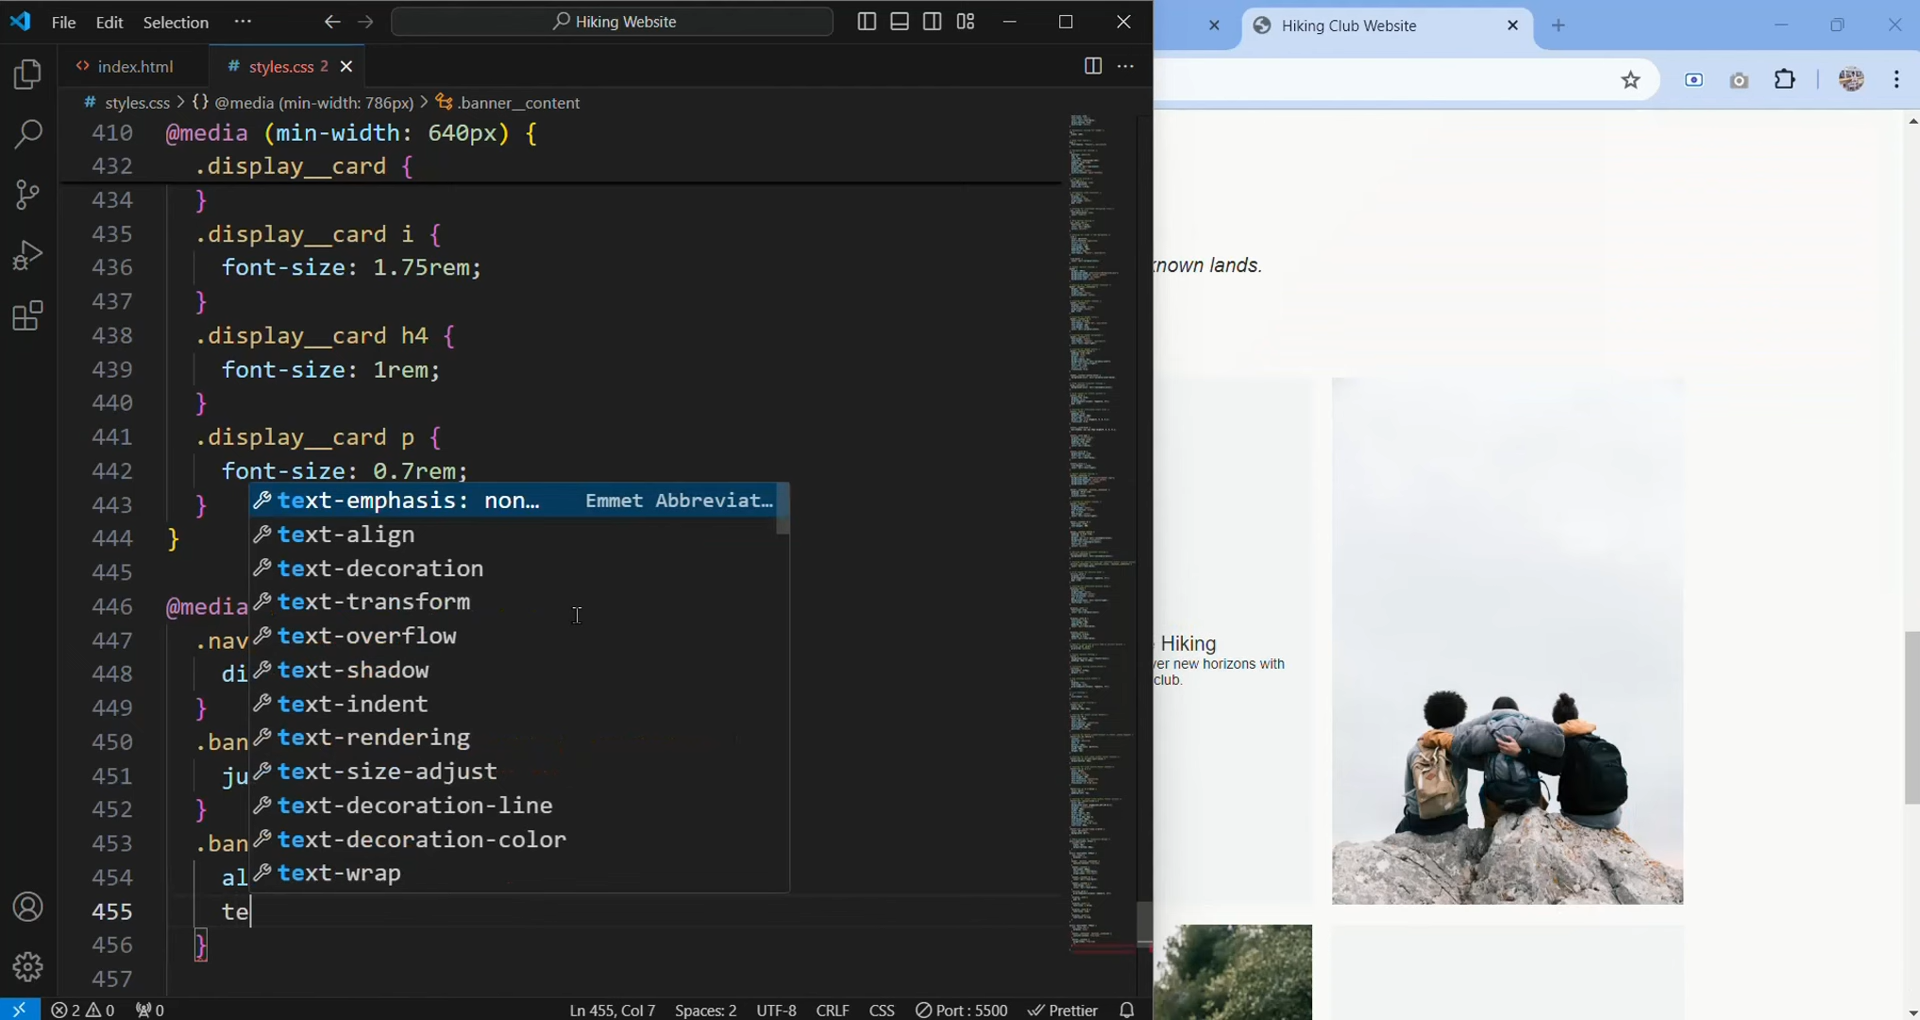 File Edit Selection ··· Hiking Website
Hiking Club Website
index.html styles.css 2
styles.css > {} @media (min-width: 786px) > .banner__content
410 @media (min-width: 640px) {
432 .display__card {
434 }
435 .display__card i {
436 font-size: 1.75rem;
437 }
438 .display__card h4 {
439 font-size: 1rem;
440 }
441 .display__card p {
442 font-size: 0.7rem;
443 }
444 }
445
446 @media
447 .nav
448 di
449 }
450 .ban
451 ju
452 }
453 .ban
454 al
455 te
456 }
457
text-emphasis: non… Emmet Abbreviat…
text-align
text-decoration
text-transform
text-overflow
text-shadow
text-indent
text-rendering
text-size-adjust
text-decoration-line
text-decoration-color
text-wrap
known lands.
Hiking
ver new horizons with
club.
2 0 0 Ln 455, Col 7 Spaces: 2 UTF-8 CRLF CSS Port : 5500 Prettier